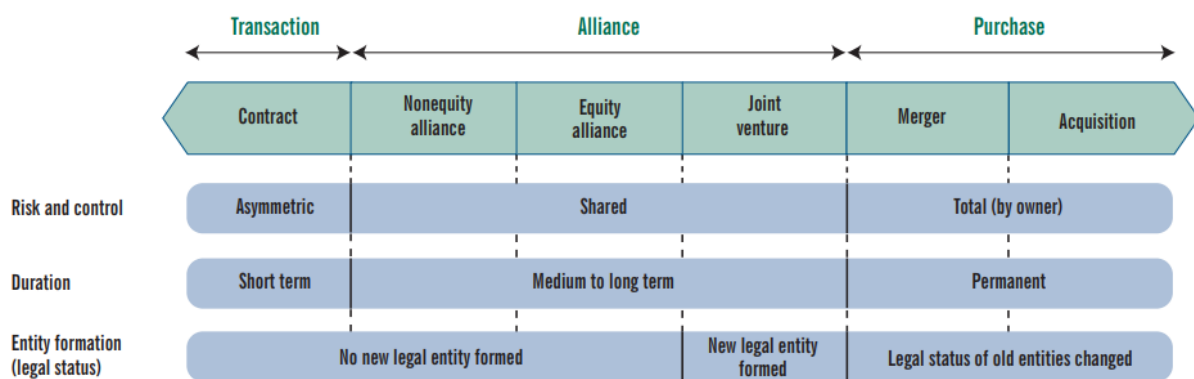 Transaction
Alliance
Purchase
Contract
Nonequity
alliance
Equity
alliance
Joint
venture
Merger
Acquisition
Risk and control
Asymmetric
Shared
Total (by owner)
Duration
Short term
Medium to long term
Permanent
Entity formation
(legal status)
No new legal entity formed
New legal entity
formed
Legal status of old entities changed